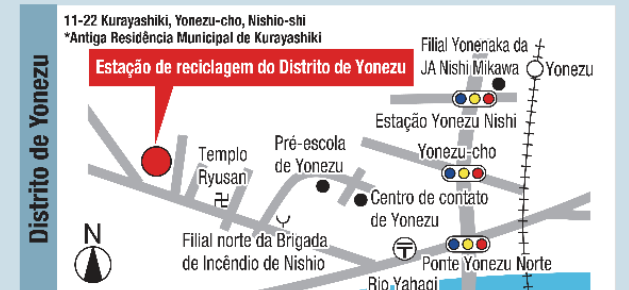 Distrito de Yonezu
11-22 Kurayashiki, Yonezu-cho, Nishio-shi
*Antiga Residência Municipal de Kurayashiki
Estação de reciclagem do Distrito de Yonezu
Filial Yonenaka da
JA Nishi Mikawa
Yonezu
Estação Yonezu Nishi
Templo
Ryusan
Pré-escola
de Yonezu
Yonezu-cho
Centro de contato
de Yonezu
Filial norte da Brigada
de Incêndio de Nishio
N
Ponte Yonezu Norte
Rio Yahagi